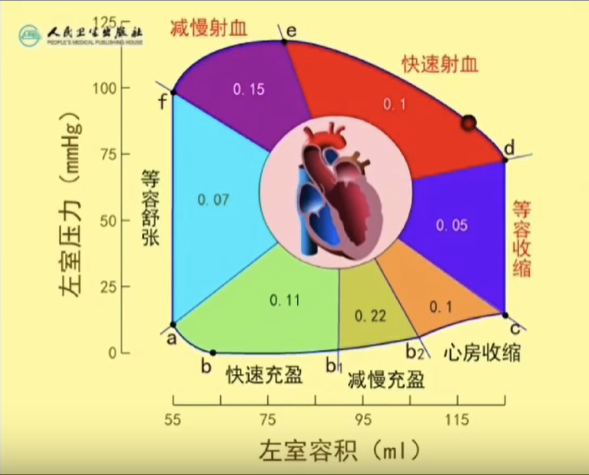 人民卫生出版社
PEOPLE'S MEDICAL PUBLISHING HOUSE
减慢射血
e
快速射血
125
100
75
50
25
0
左室压力（mmHg）
f
0.15
0.1
d
等容舒张
0.07
0.05
等容收缩
0.11
0.22
0.1
a
b
快速充盈
b1
减慢充盈
b2
心房收缩
c
55
75
95
115
左室容积（ml）